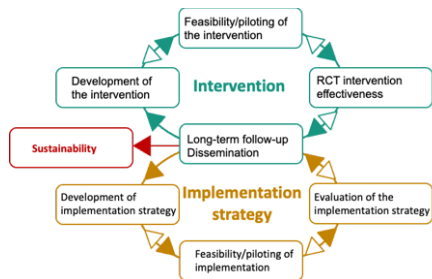 Feasibility/piloting of
the intervention
Development of
the intervention
Intervention
RCT intervention
effectiveness
Sustainability
Long-term follow-up
Dissemination
Development of
implementation strategy
Implementation
strategy
Evaluation of the
implementation strategy
Feasibility/piloting of
implementation